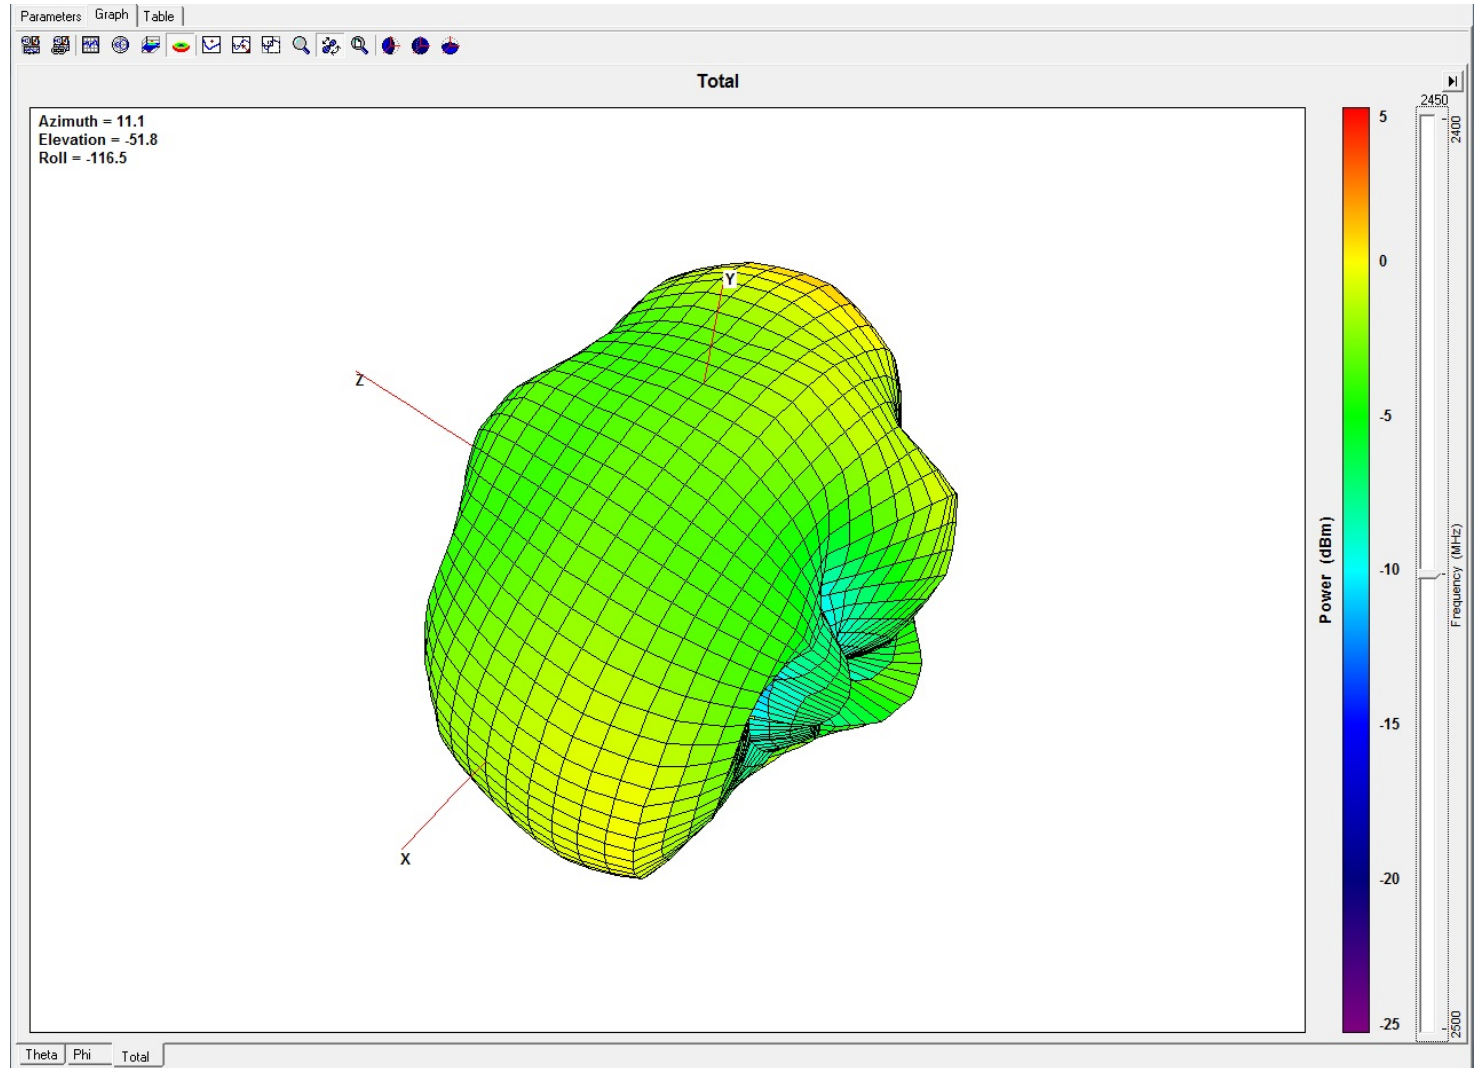 Parameters Graph Table
Total
Azimuth = 11.1
Elevation = -51.8
Roll = -116.5
Y
Z
X
5
0
-5
-10
-15
-20
-25
Power (dBm)
2450
2400
Frequency (MHz)
2500
Theta Phi Total